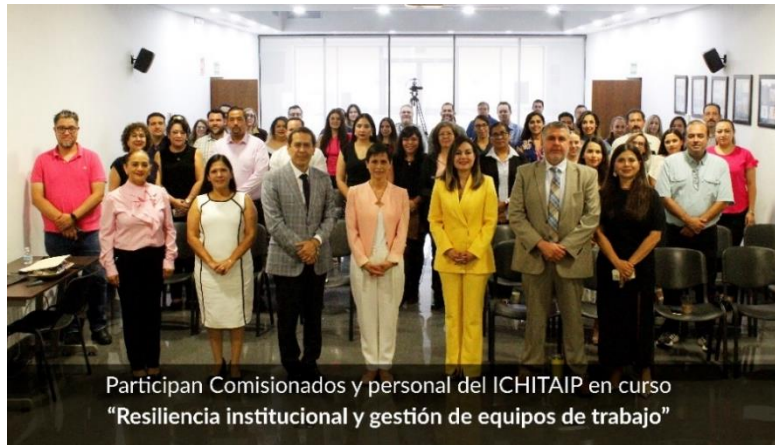 Participan Comisionados y personal del ICHITAIP en curso
“Resiliencia institucional y gestión de equipos de trabajo”